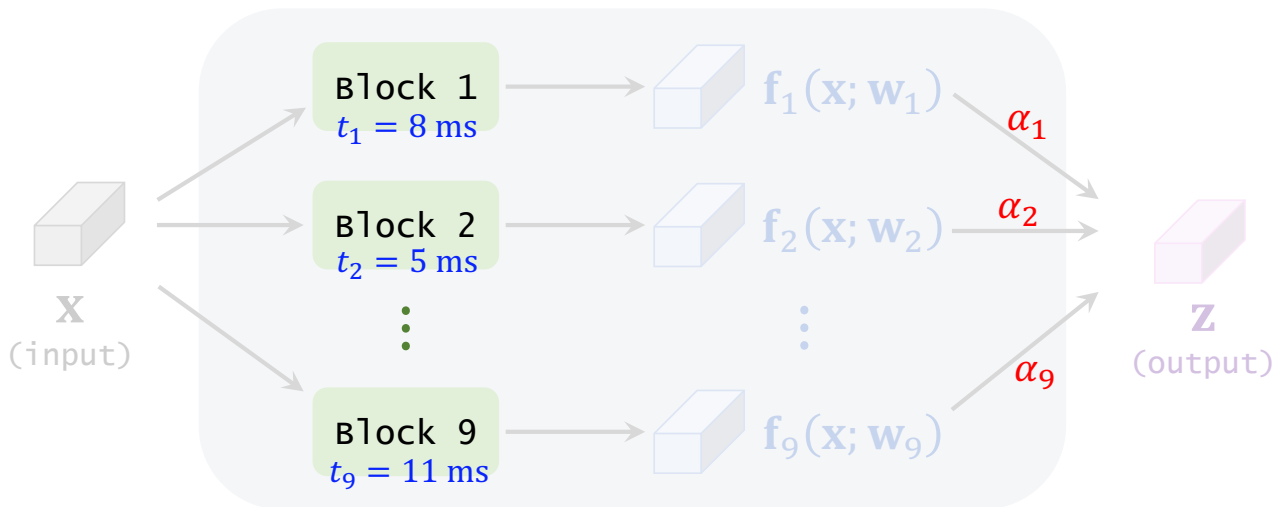 Block 1
t₁ = 8 ms
f₁(x; w₁)
α₁
Block 2
t₂ = 5 ms
f₂(x; w₂)
α₂
x
(input)
z
(output)
Block 9
t₉ = 11 ms
f₉(x; w₉)
α₉